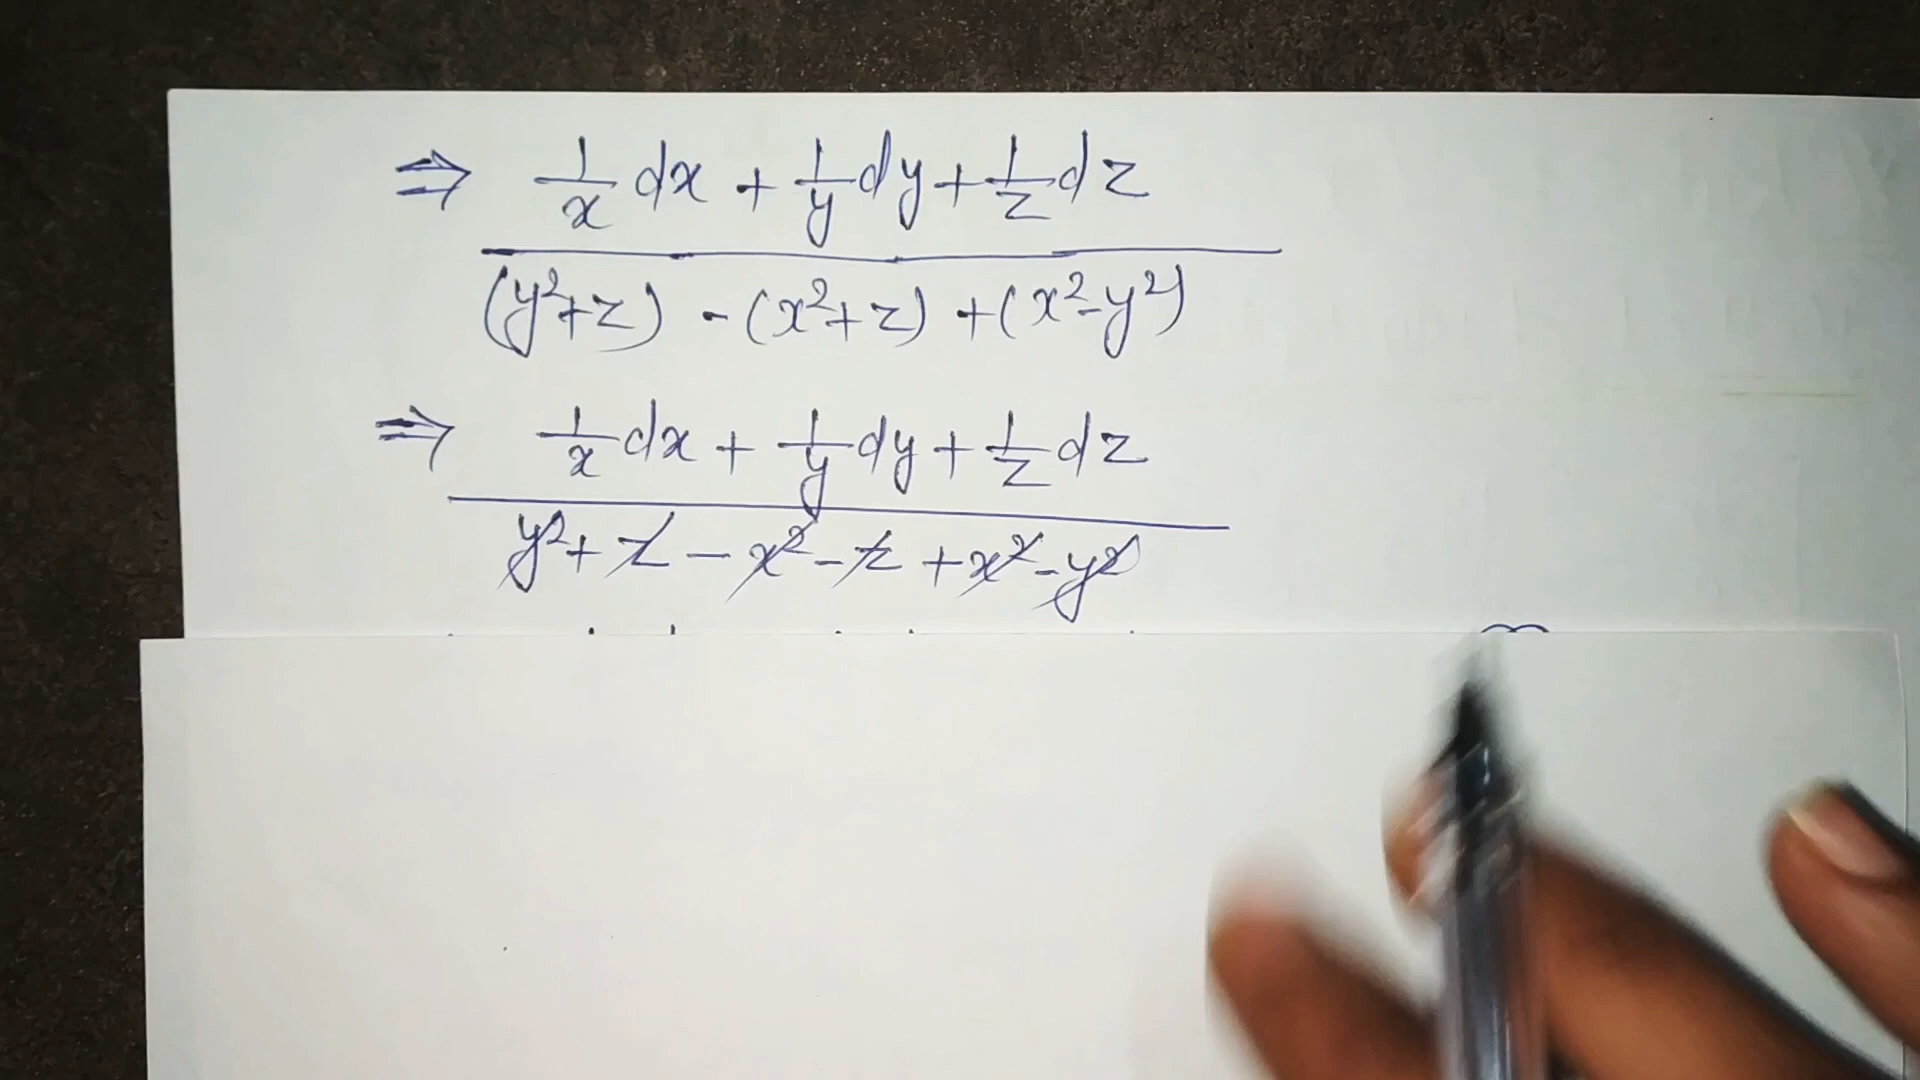 ⇒ 1/x dx + 1/y dy + 1/z dz
(y²+z) - (x²+z) + (x²-y²)
⇒ 1/x dx + 1/y dy + 1/z dz
y² + z - x² - z + x² - y²